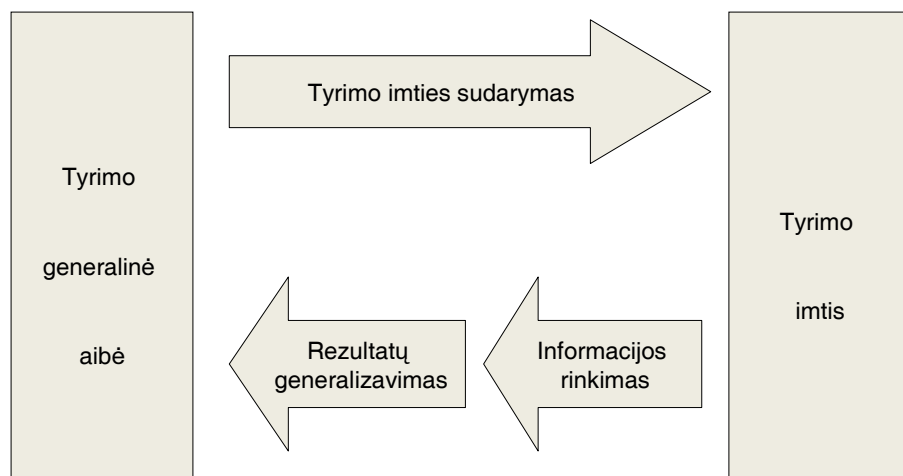 Tyrimo imties sudarymas
Tyrimo
generalinė
aibė
Tyrimo
imtis
Rezultatų
generalizavimas
Informacijos
rinkimas